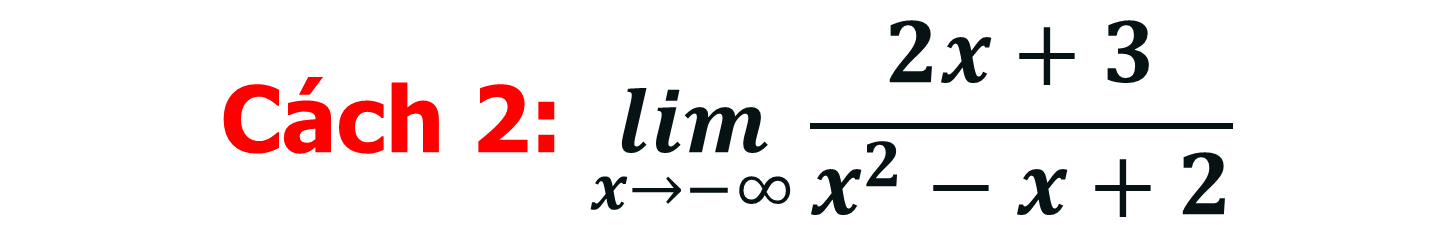 Cách 2: lim x→−∞ (2x + 3)/(x² − x + 2)